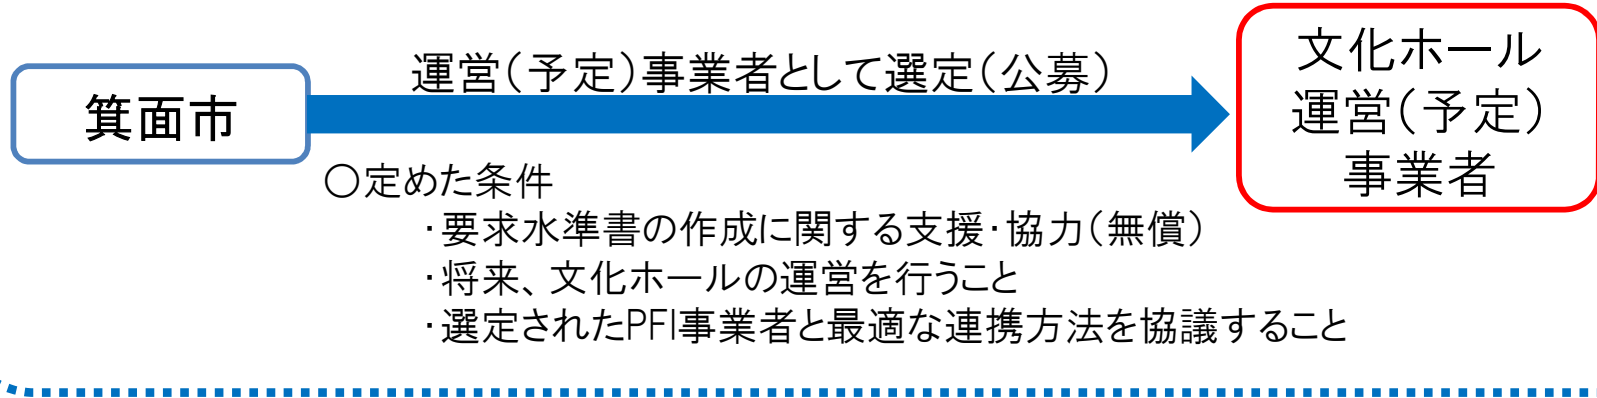 運営(予定)事業者として選定(公募)
箕面市
文化ホール
運営(予定)
事業者
○定めた条件
・要求水準書の作成に関する支援・協力(無償)
・将来、文化ホールの運営を行うこと
・選定されたPFI事業者と最適な連携方法を協議すること